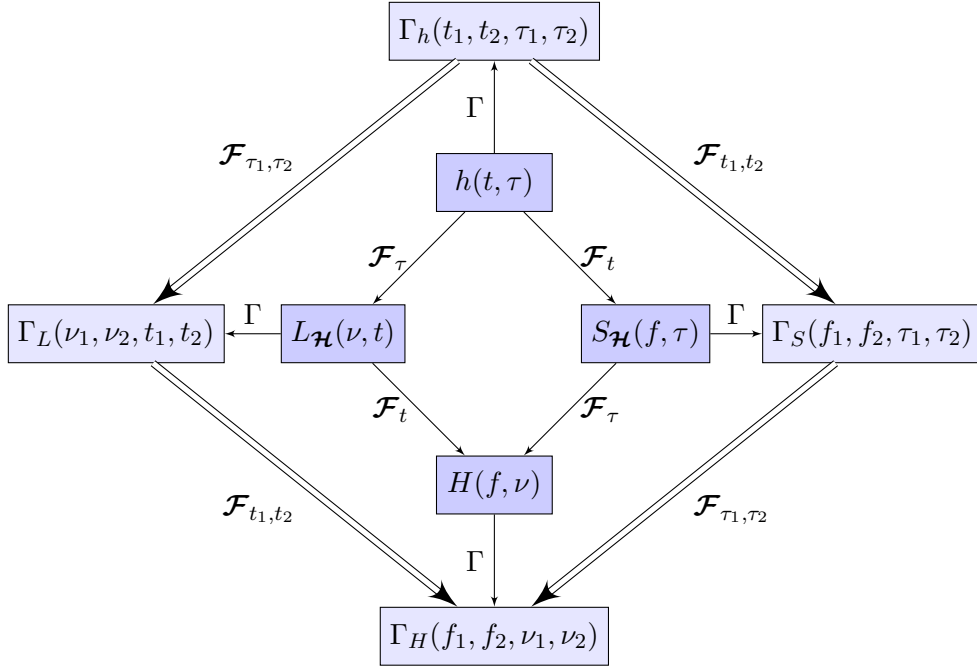 Γ_h(t_1, t_2, τ_1, τ_2)
Γ
𝓕_{τ_1,τ_2}
𝓕_{t_1,t_2}
h(t, τ)
𝓕_τ
𝓕_t
Γ_L(ν_1, ν_2, t_1, t_2)
Γ
L_𝓗(ν, t)
S_𝓗(f, τ)
Γ
Γ_S(f_1, f_2, τ_1, τ_2)
𝓕_t
𝓕_τ
H(f, ν)
𝓕_{t_1,t_2}
𝓕_{τ_1,τ_2}
Γ
Γ_H(f_1, f_2, ν_1, ν_2)